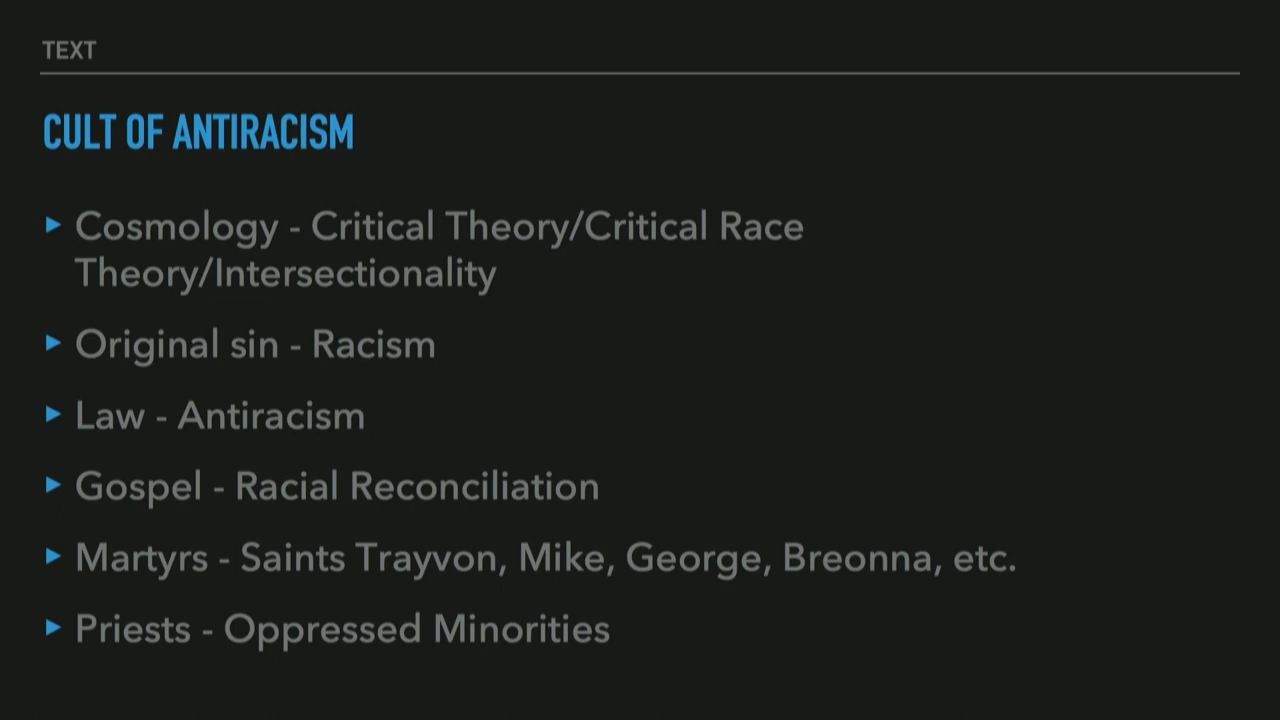 TEXT
CULT OF ANTIRACISM
▸ Cosmology - Critical Theory/Critical Race
Theory/Intersectionality
▸ Original sin - Racism
▸ Law - Antiracism
▸ Gospel - Racial Reconciliation
▸ Martyrs - Saints Trayvon, Mike, George, Breonna, etc.
▸ Priests - Oppressed Minorities